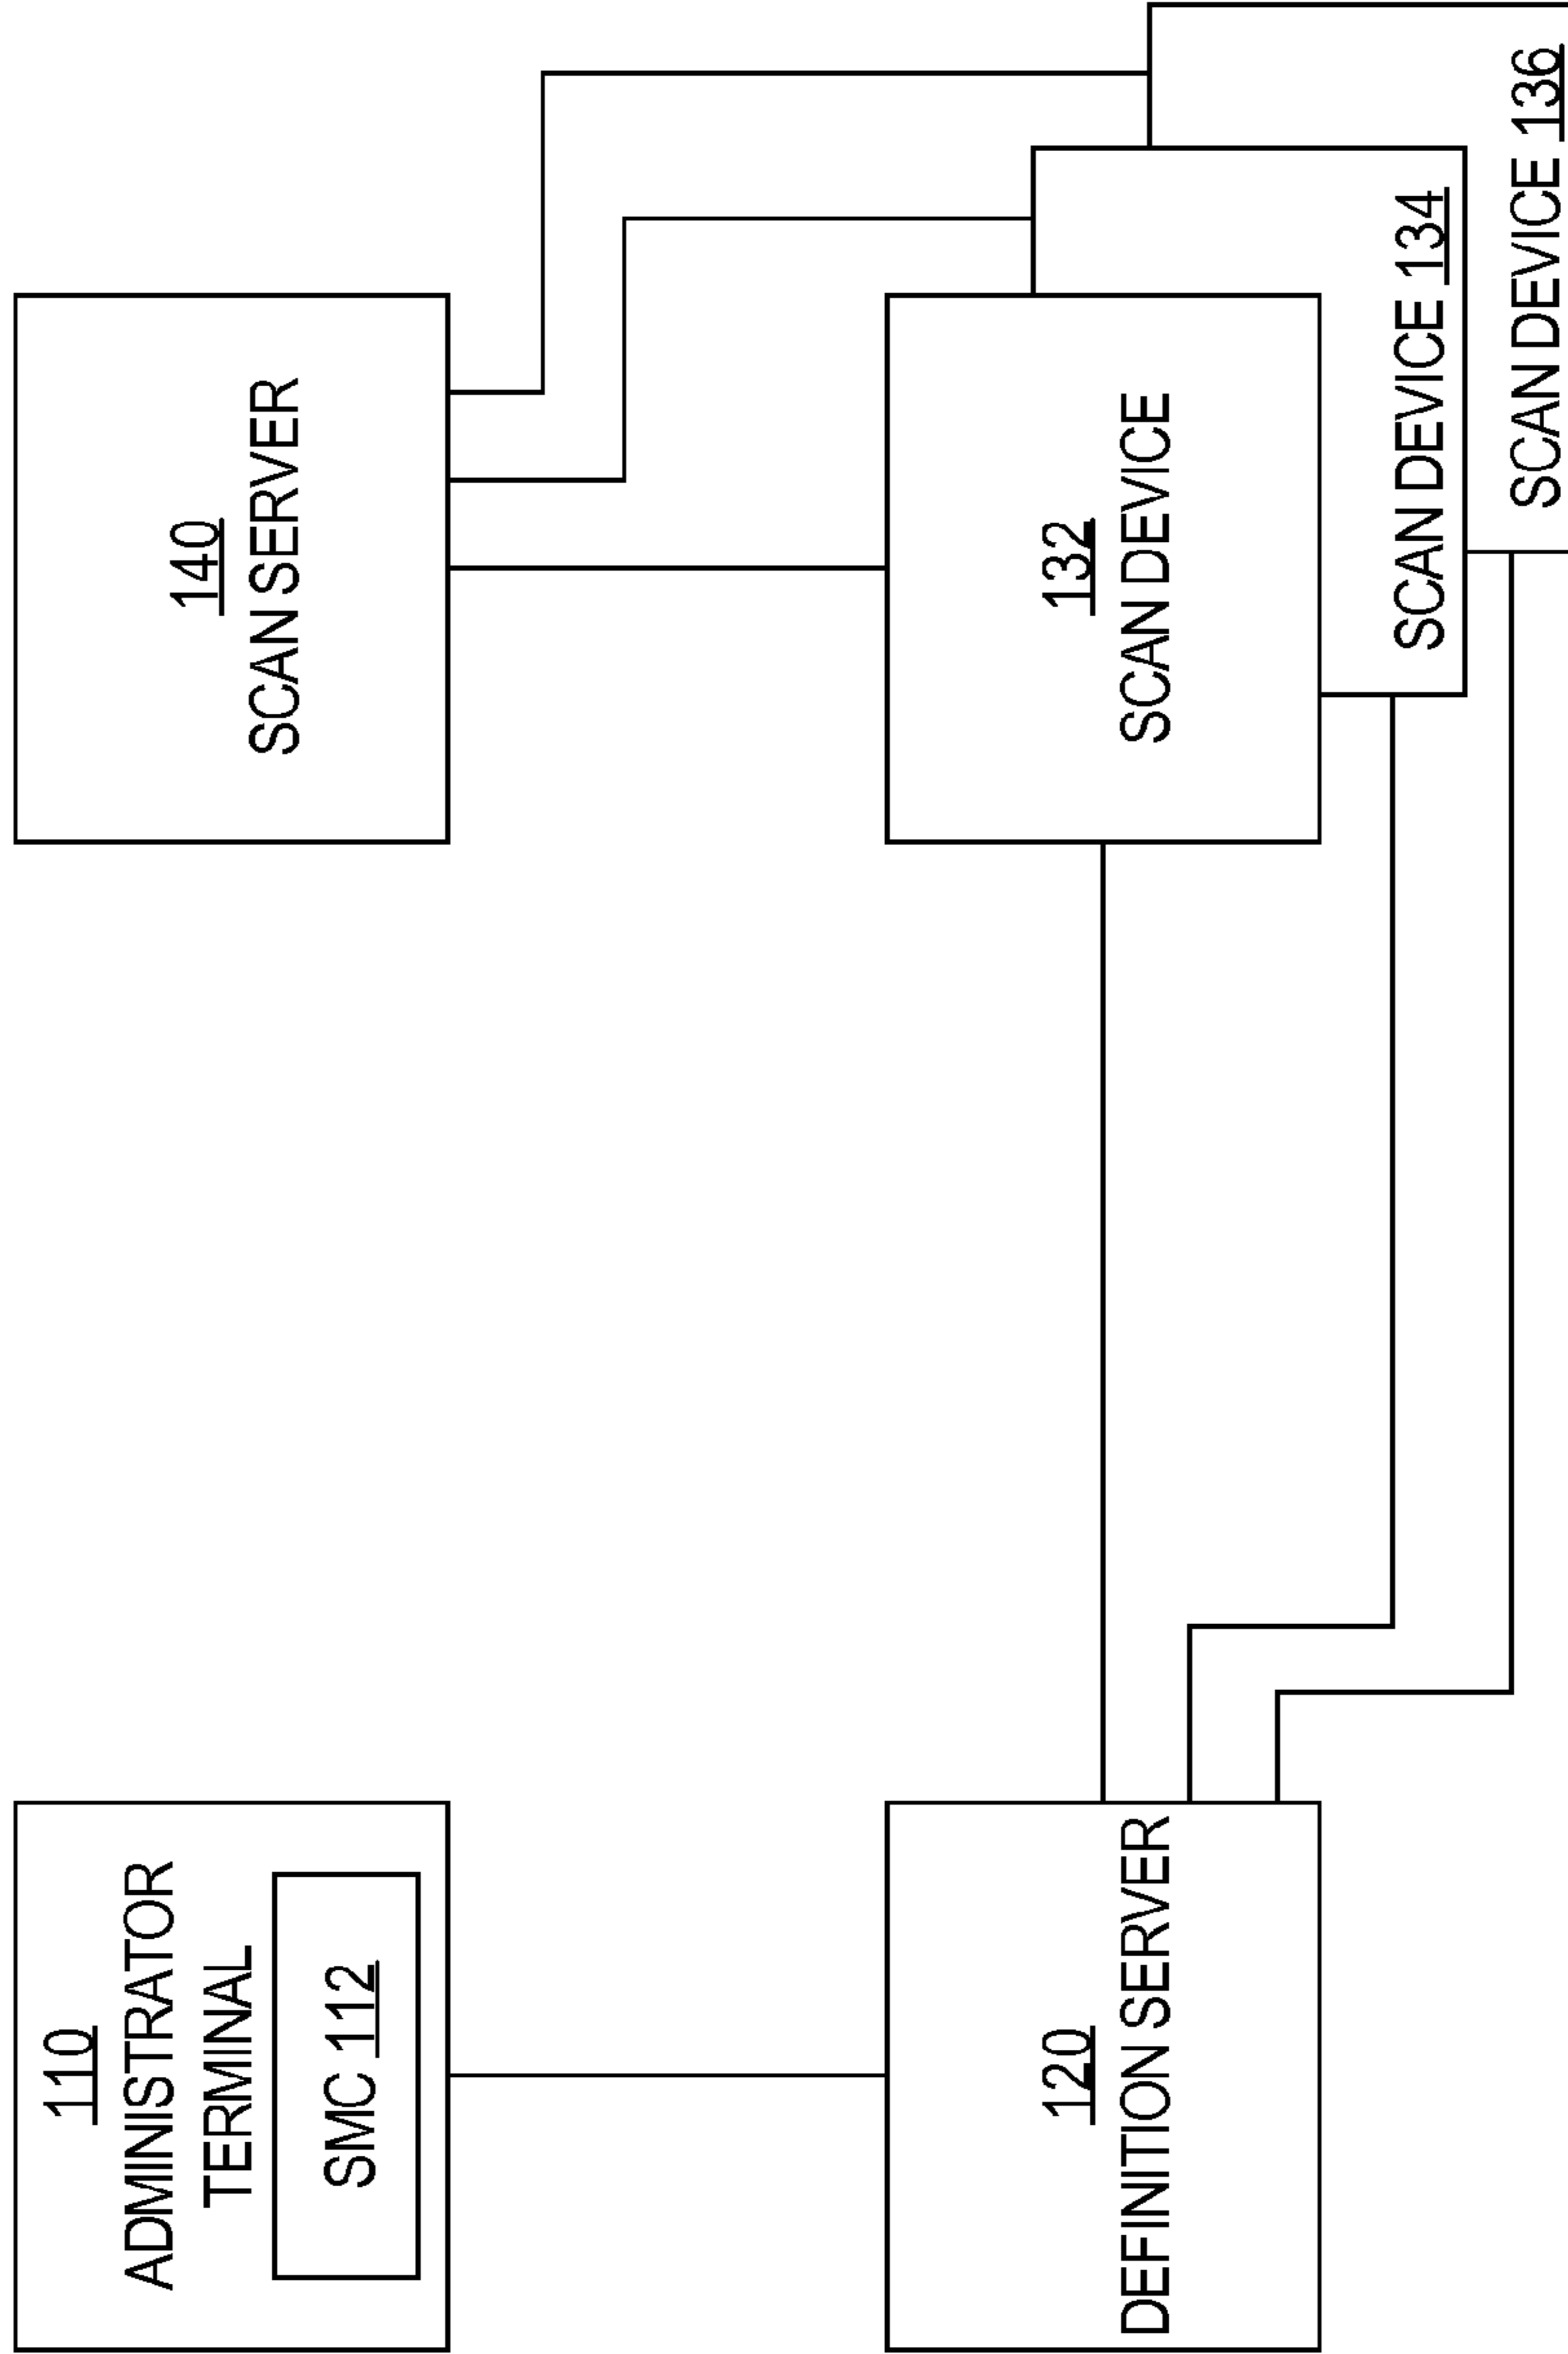 110
ADMINISTRATOR
TERMINAL
SMC 112
140
SCAN SERVER
120
DEFINITION SERVER
132
SCAN DEVICE
SCAN DEVICE 134
SCAN DEVICE 136